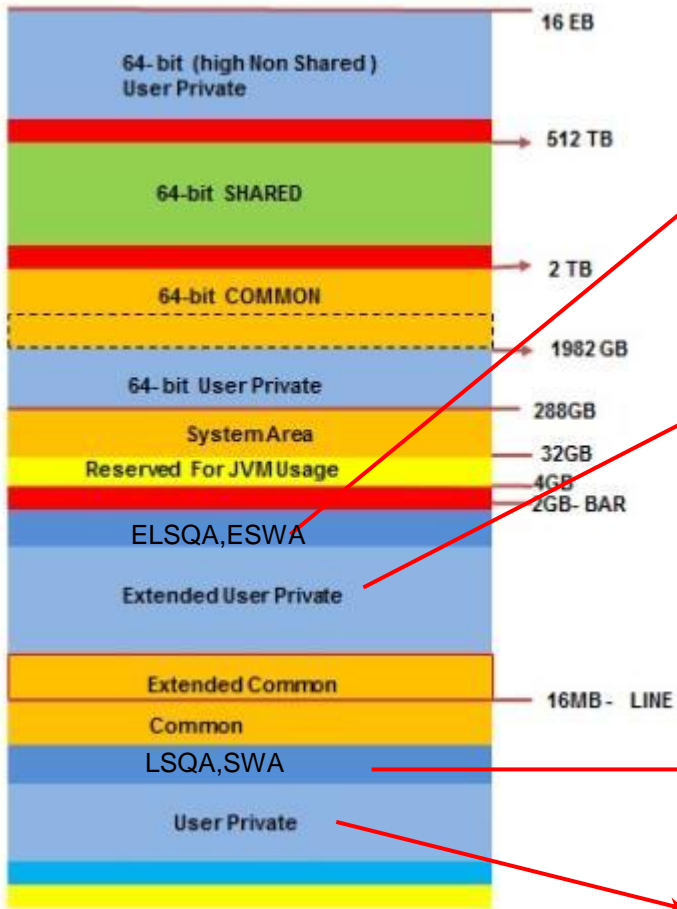 16 EB
64- bit (high Non Shared )
User Private
512 TB
64-bit SHARED
2 TB
64-bit COMMON
1982 GB
64- bit User Private
288GB
System Area
32GB
Reserved For JVM Usage
4GB
2GB- BAR
ELSQA,ESWA
Extended User Private
Extended Common
16MB - LINE
Common
LSQA,SWA
User Private